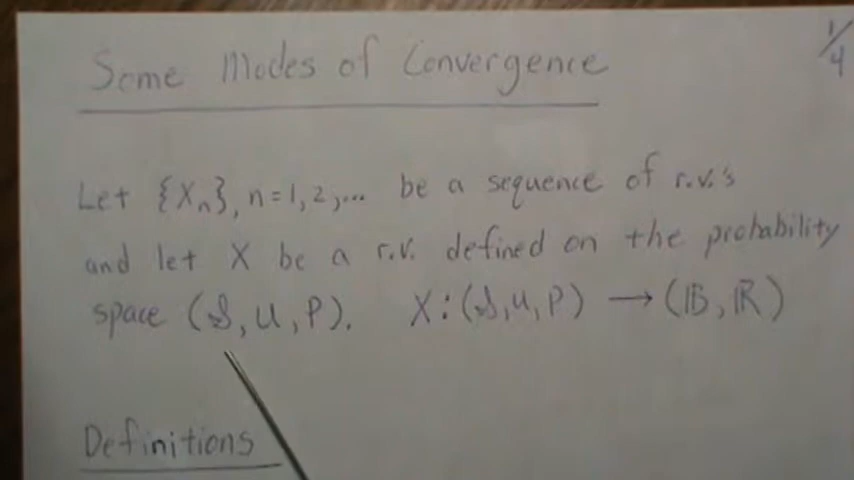 Some Modes of Convergence
1/4
Let {Xₙ}, n = 1, 2, ... be a sequence of r.v.'s
and let X be a r.v. defined on the probability
space (𝒮, U, P). X : (𝒮, U, P) → (𝔹, ℝ)
Definitions